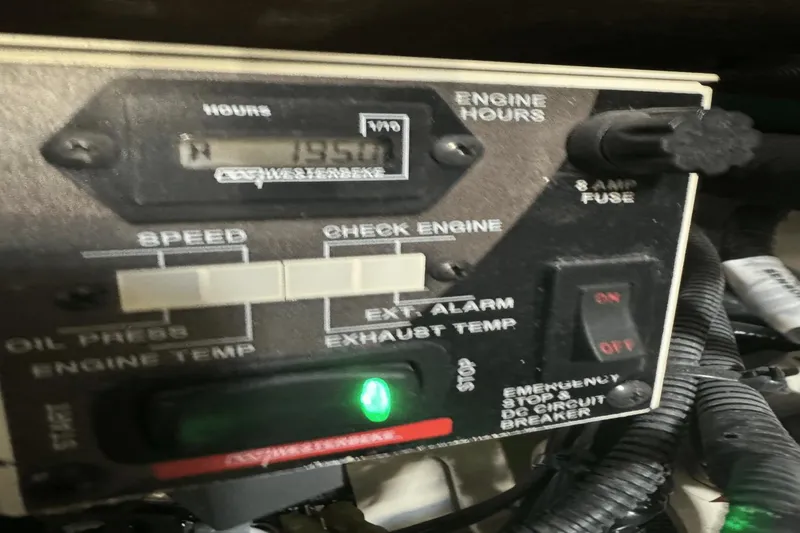 HOURS
1/10
1950
WESTERBEKE
ENGINE
HOURS
8 AMP
FUSE
SPEED
CHECK ENGINE
OIL PRESS
ENGINE TEMP
EXT. ALARM
EXHAUST TEMP
ON
OFF
START
STOP
WESTERBEKE
EMERGENCY
STOP &
DC CIRCUIT
BREAKER